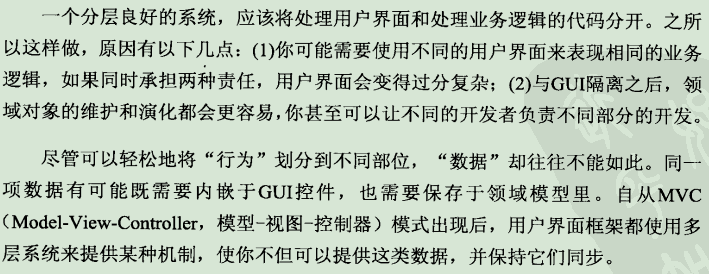 一个分层良好的系统，应该将处理用户界面和处理业务逻辑的代码分开。之所
以这样做，原因有以下几点：(1)你可能需要使用不同的用户界面来表现相同的业务
逻辑，如果同时承担两种责任，用户界面会变得过分复杂；(2)与GUI隔离之后，领
域对象的维护和演化都会更容易，你甚至可以让不同的开发者负责不同部分的开发。
尽管可以轻松地将“行为”划分到不同部位，“数据”却往往不能如此。同一
项数据有可能既需要内嵌于GUI控件，也需要保存于领域模型里。自从MVC
（Model-View-Controller，模型-视图-控制器）模式出现后，用户界面框架都使用多
层系统来提供某种机制，使你不但可以提供这类数据，并保持它们同步。